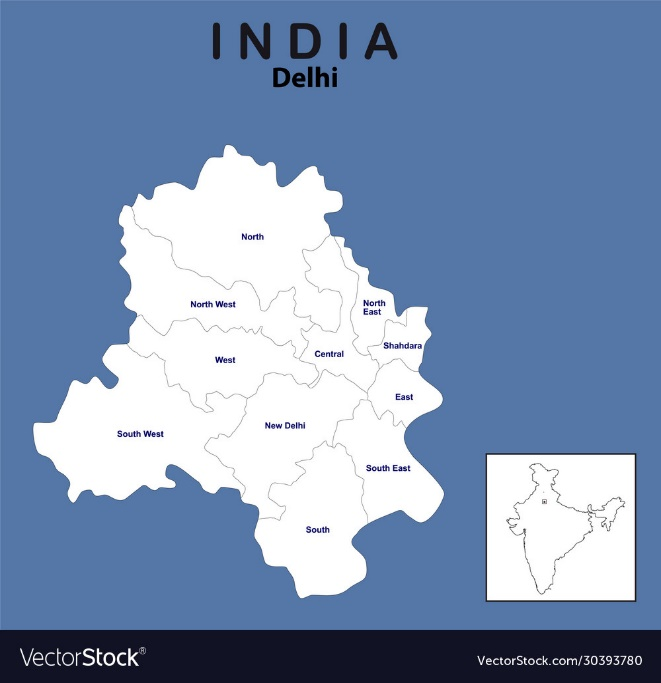 INDIA
Delhi
North
North West
North
East
Shahdara
Central
West
East
New Delhi
South West
South East
South
VectorStock®
VectorStock.com/30393780